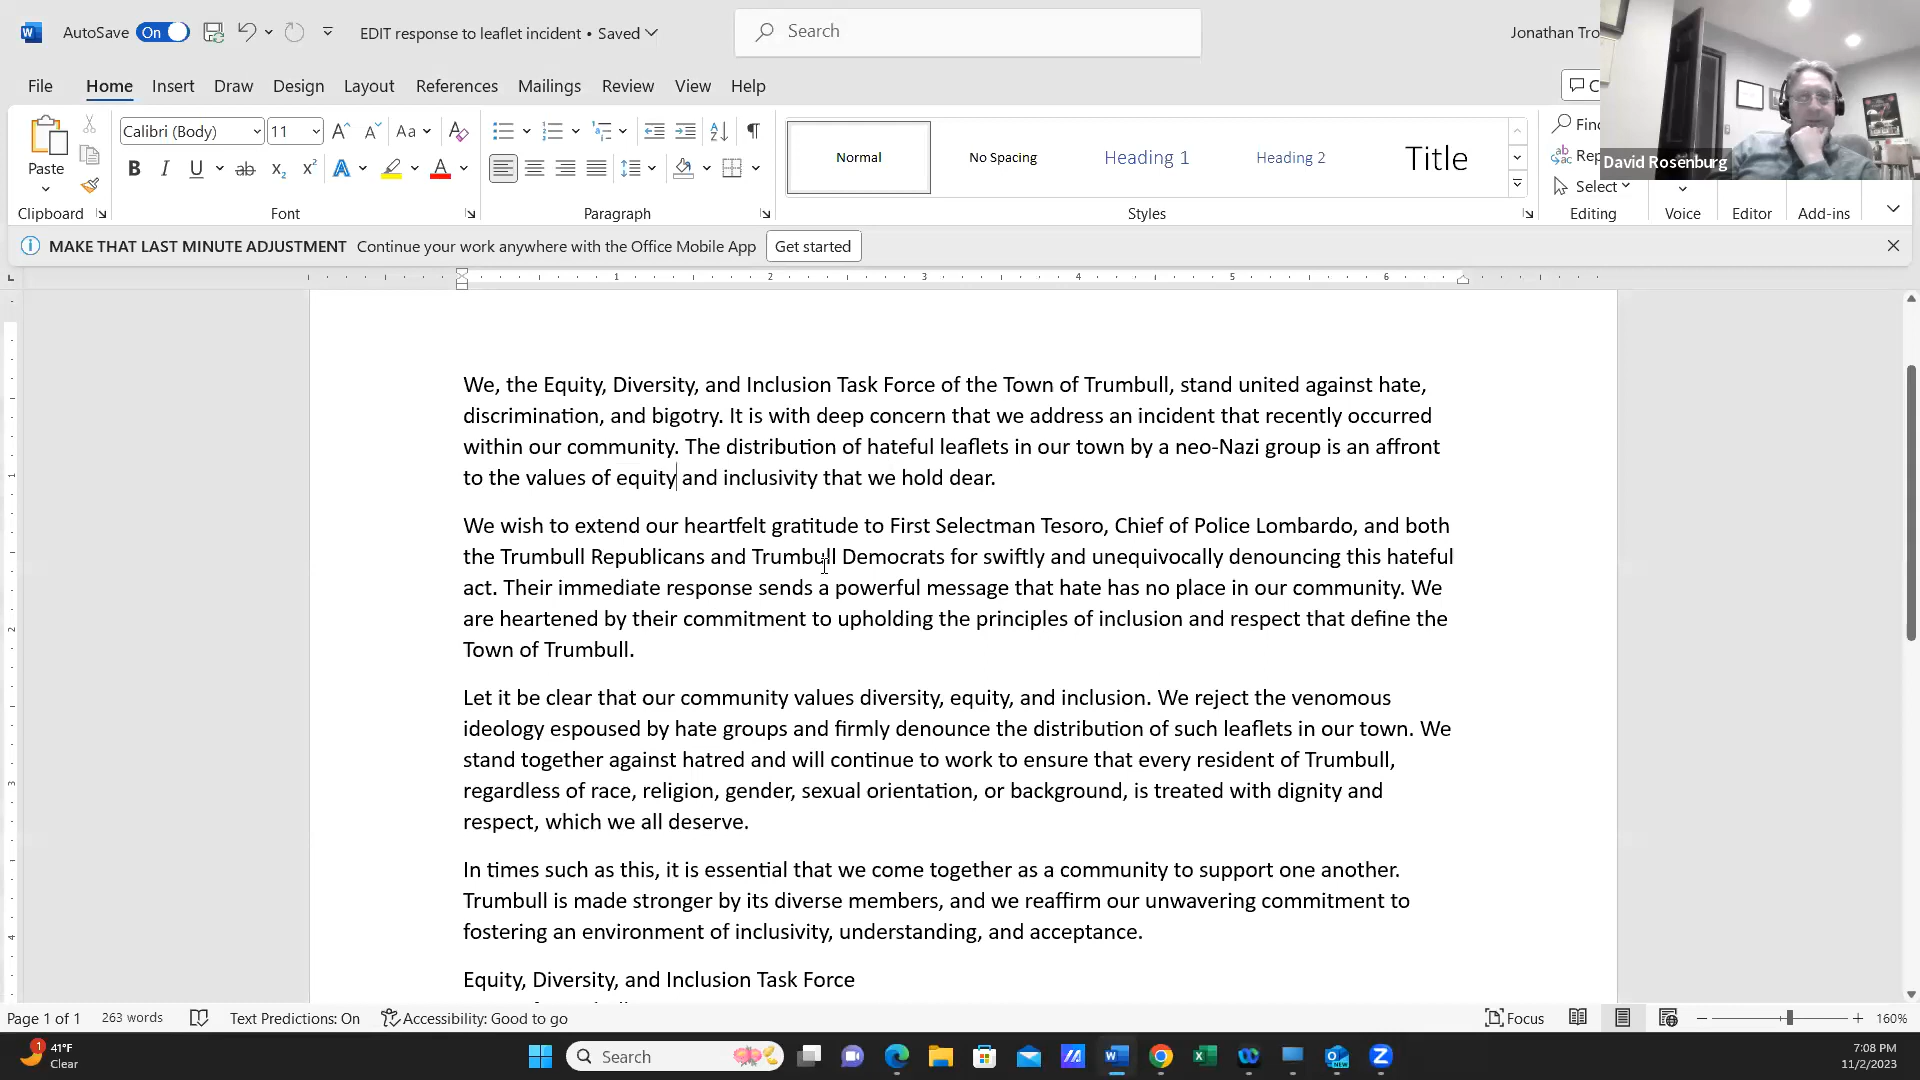 AutoSave On EDIT response to leaflet incident • Saved Search Jonathan Tro
File Home Insert Draw Design Layout References Mailings Review View Help
Calibri (Body) 11 Aa
Paste
B I U ab x₂ x² A A
Normal No Spacing Heading 1 Heading 2 Title
Find
Select
David Rosenburg
Clipboard Font Paragraph Styles Editing Voice Editor Add-ins
MAKE THAT LAST MINUTE ADJUSTMENT Continue your work anywhere with the Office Mobile App Get started
1 2 3 4 5 6
We, the Equity, Diversity, and Inclusion Task Force of the Town of Trumbull, stand united against hate,
discrimination, and bigotry. It is with deep concern that we address an incident that recently occurred
within our community. The distribution of hateful leaflets in our town by a neo-Nazi group is an affront
to the values of equity and inclusivity that we hold dear.
We wish to extend our heartfelt gratitude to First Selectman Tesoro, Chief of Police Lombardo, and both
the Trumbull Republicans and Trumbull Democrats for swiftly and unequivocally denouncing this hateful
act. Their immediate response sends a powerful message that hate has no place in our community. We
are heartened by their commitment to upholding the principles of inclusion and respect that define the
Town of Trumbull.
Let it be clear that our community values diversity, equity, and inclusion. We reject the venomous
ideology espoused by hate groups and firmly denounce the distribution of such leaflets in our town. We
stand together against hatred and will continue to work to ensure that every resident of Trumbull,
regardless of race, religion, gender, sexual orientation, or background, is treated with dignity and
respect, which we all deserve.
In times such as this, it is essential that we come together as a community to support one another.
Trumbull is made stronger by its diverse members, and we reaffirm our unwavering commitment to
fostering an environment of inclusivity, understanding, and acceptance.
Equity, Diversity, and Inclusion Task Force
Page 1 of 1 263 words Text Predictions: On Accessibility: Good to go Focus 160%
1 41°F
Clear
Search
7:08 PM
11/2/2023